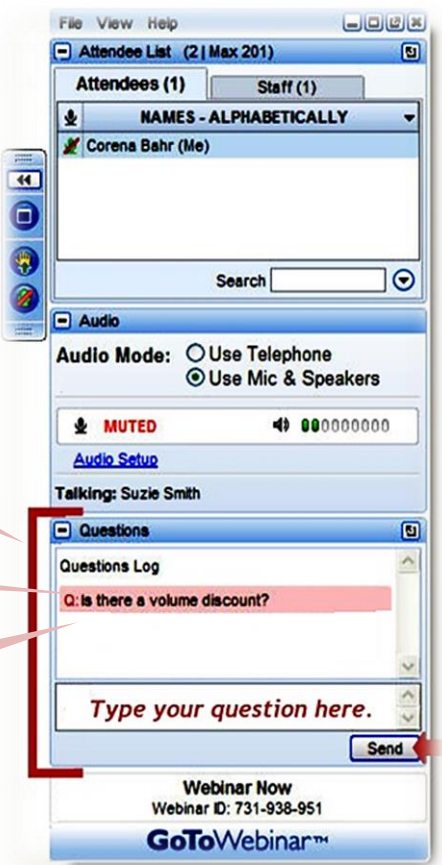 File View Help
Attendee List (2 | Max 201)
Attendees (1) Staff (1)
NAMES - ALPHABETICALLY
Corena Bahr (Me)
Search
Audio
Audio Mode: Use Telephone
Use Mic & Speakers
MUTED
Audio Setup
Talking: Suzie Smith
Questions
Questions Log
Q: Is there a volume discount?
Type your question here.
Send
Webinar Now
Webinar ID: 731-938-951
GoToWebinar™